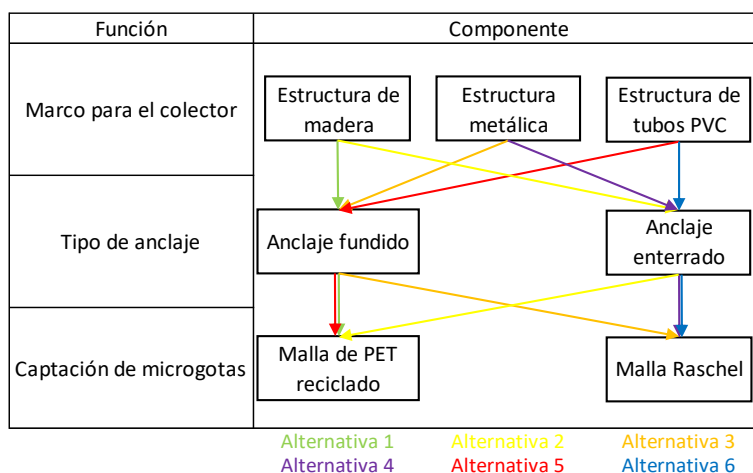 Función
Componente
Marco para el colector
Estructura de
madera
Estructura
metálica
Estructura de
tubos PVC
Tipo de anclaje
Anclaje fundido
Anclaje
enterrado
Captación de microgotas
Malla de PET
reciclado
Malla Raschel
Alternativa 1
Alternativa 2
Alternativa 3
Alternativa 4
Alternativa 5
Alternativa 6